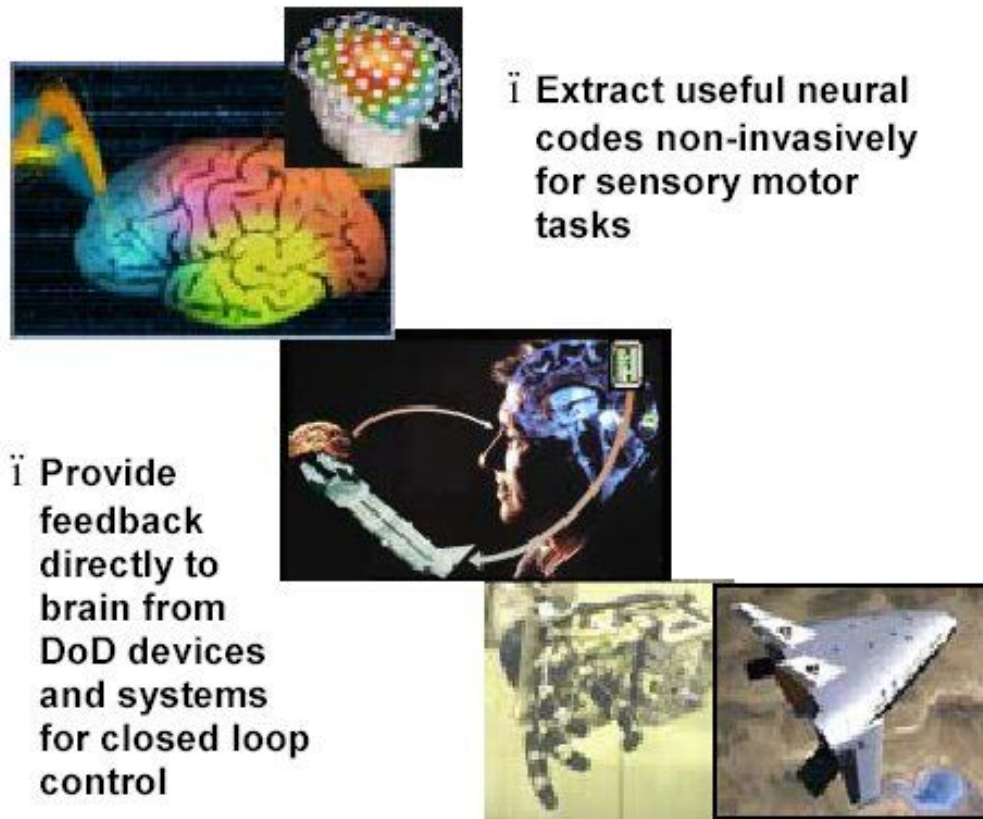 ï Extract useful neural
codes non-invasively
for sensory motor
tasks
ï Provide
feedback
directly to
brain from
DoD devices
and systems
for closed loop
control